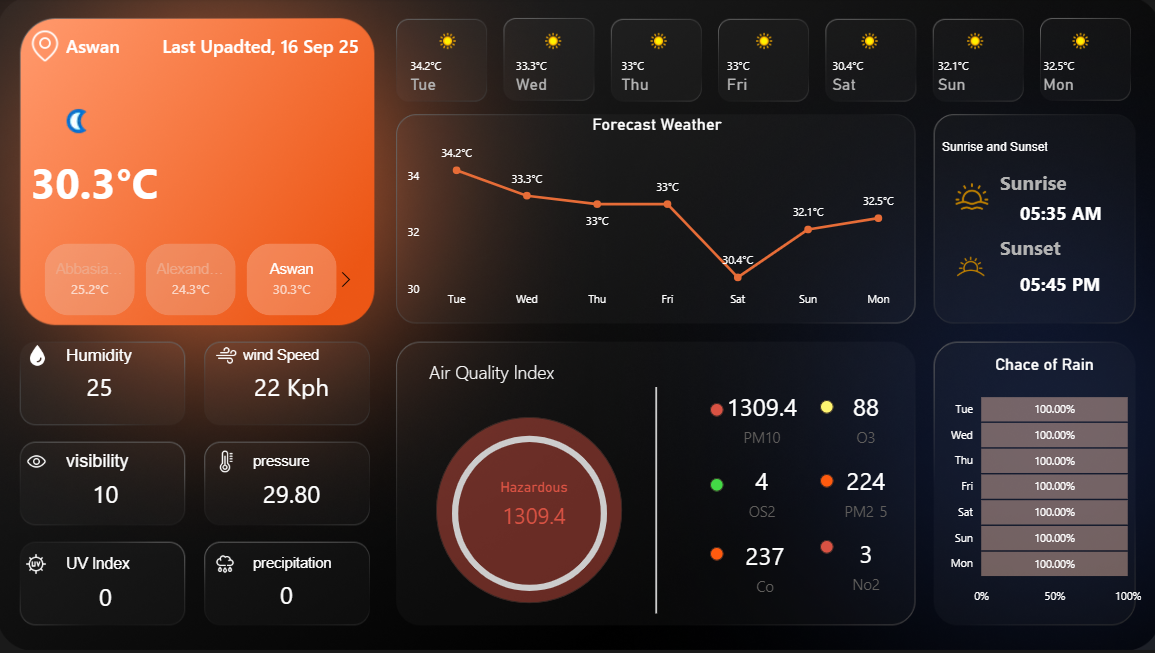 Aswan
Last Upadted, 16 Sep 25
30.3°C
Abbasia...
25.2°C
Alexand...
24.3°C
Aswan
30.3°C
34.2°C
Tue
33.3°C
Wed
33°C
Thu
33°C
Fri
30.4°C
Sat
32.1°C
Sun
32.5°C
Mon
Forecast Weather
34
32
30
34.2°C
33.3°C
33°C
33°C
30.4°C
32.1°C
32.5°C
Tue
Wed
Thu
Fri
Sat
Sun
Mon
Sunrise and Sunset
Sunrise
05:35 AM
Sunset
05:45 PM
Humidity
25
wind Speed
22 Kph
visibility
10
pressure
29.80
UV
UV Index
0
precipitation
0
Air Quality Index
Hazardous
1309.4
1309.4
PM10
88
O3
4
OS2
224
PM2 5
237
Co
3
No2
Chace of Rain
Tue 100.00%
Wed 100.00%
Thu 100.00%
Fri 100.00%
Sat 100.00%
Sun 100.00%
Mon 100.00%
0% 50% 100%